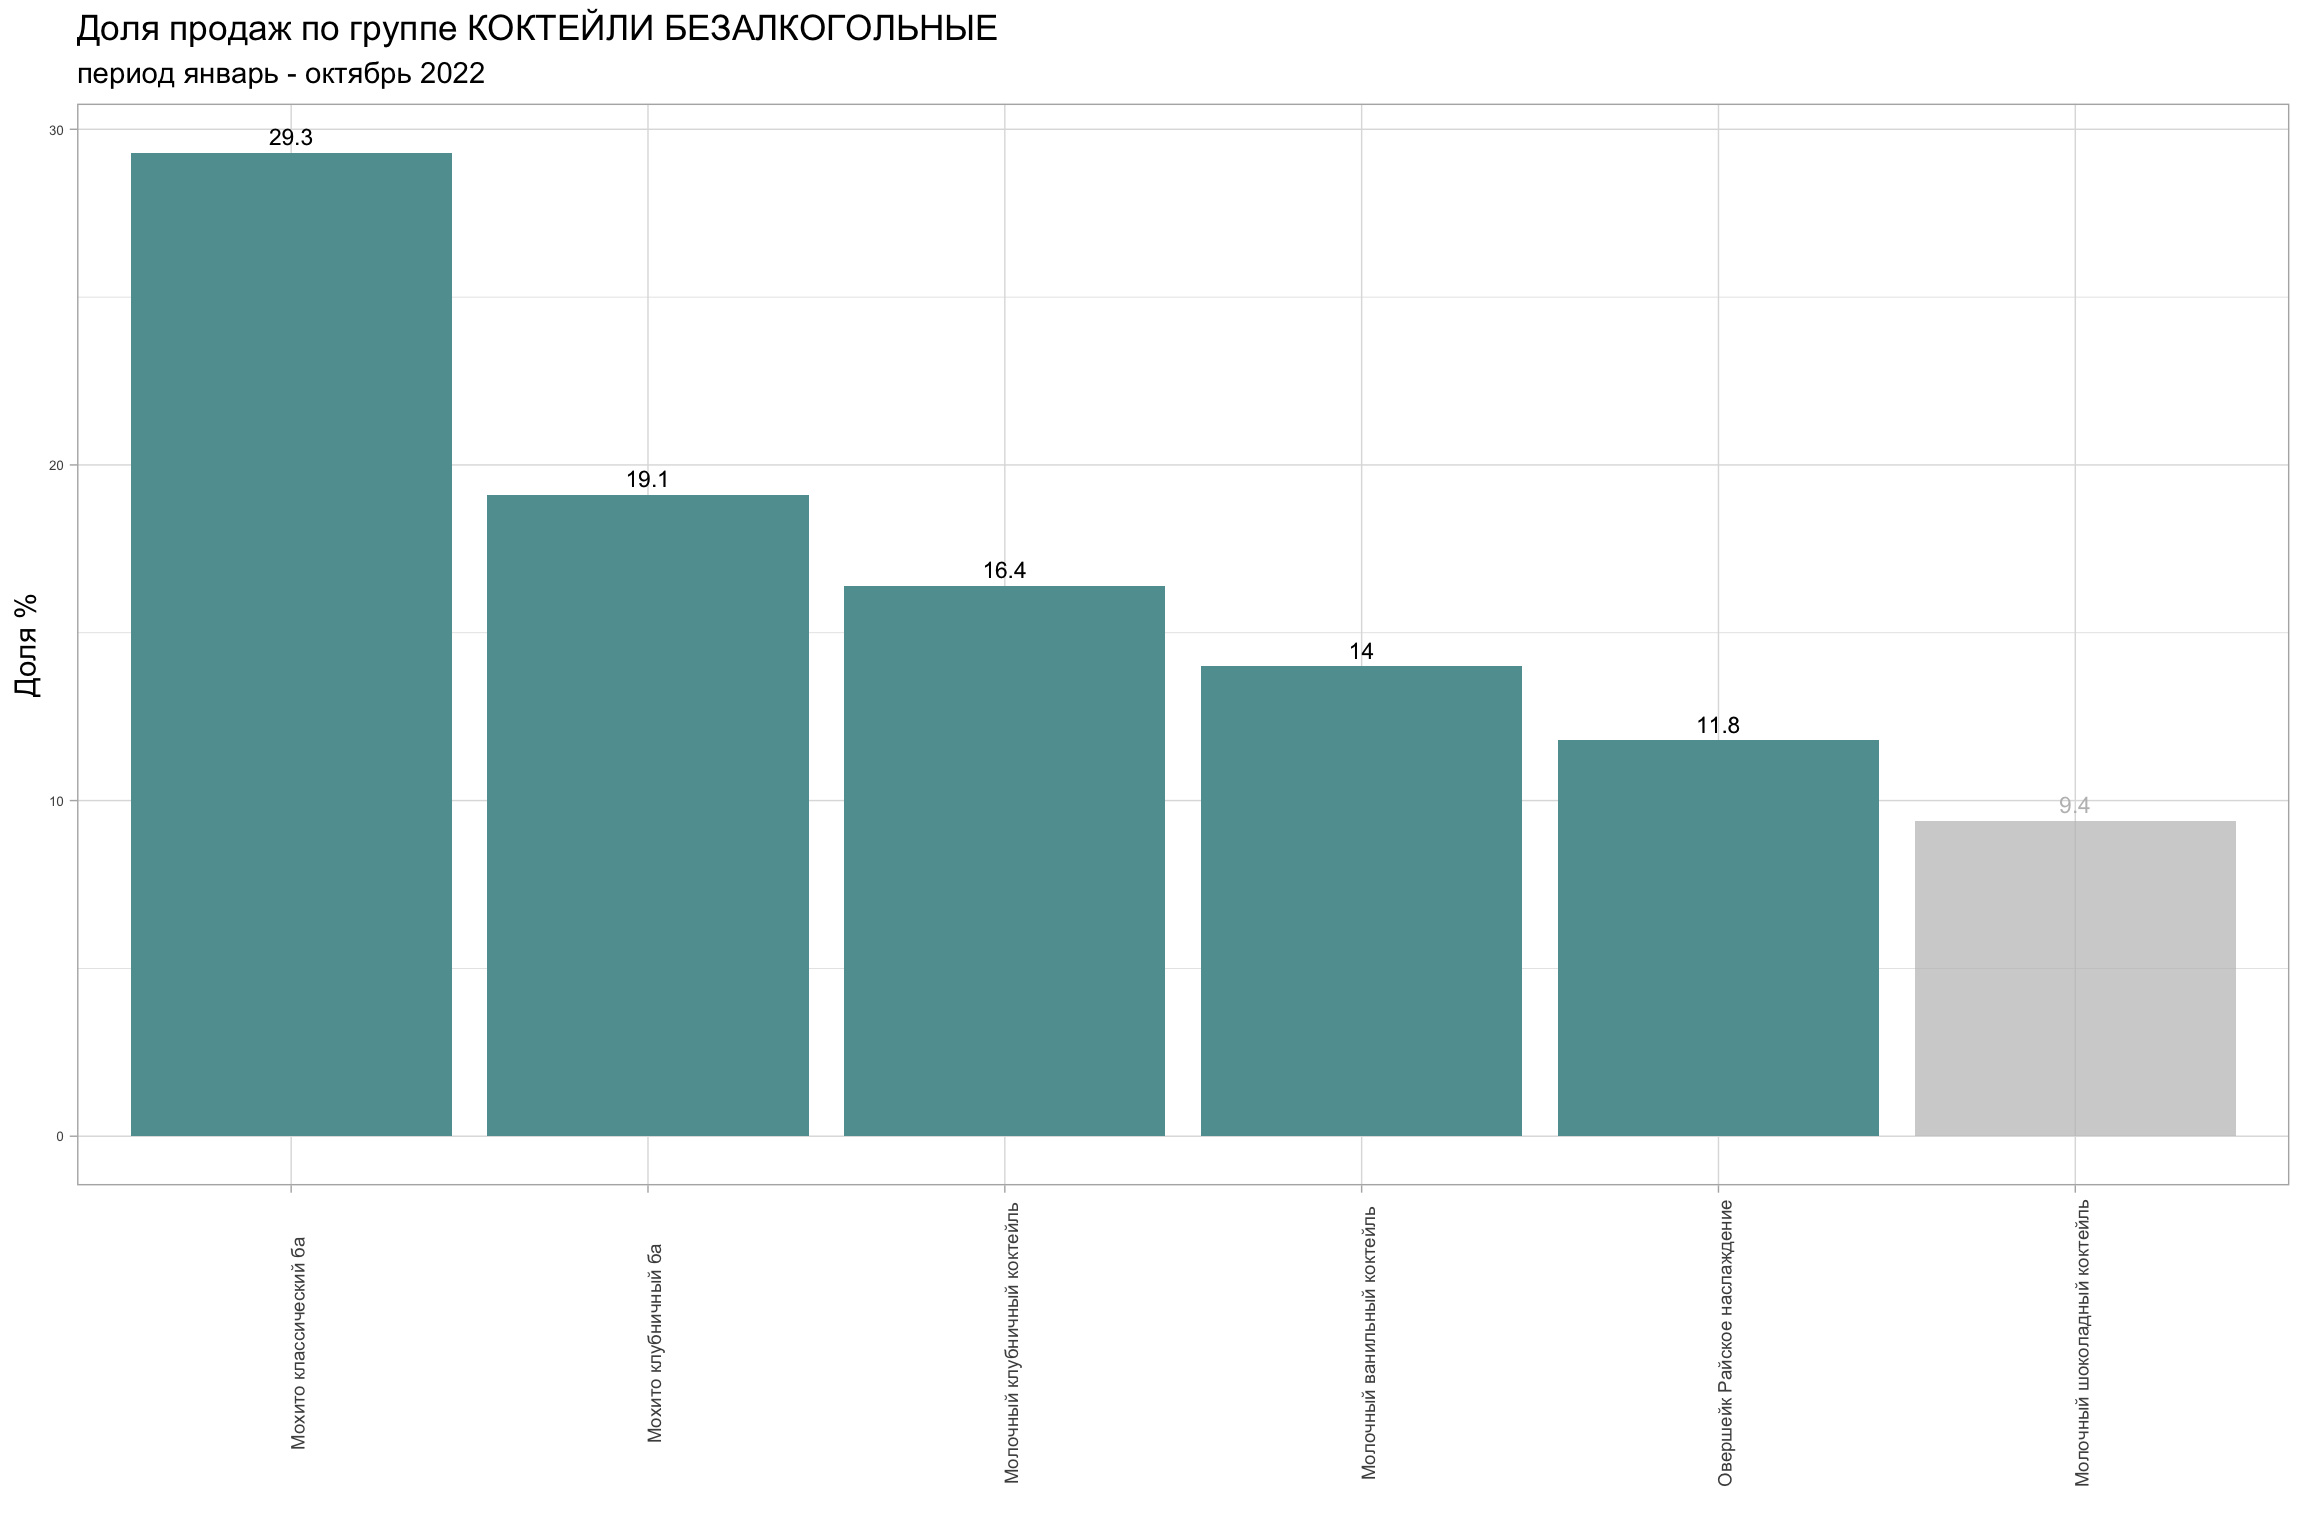 Доля продаж по группе КОКТЕЙЛИ БЕЗАЛКОГОЛЬНЫЕ
период январь - октябрь 2022
Доля %
30
20
10
0
29.3
19.1
16.4
14
11.8
9.4
Мохито классический ба
Мохито клубничный ба
Молочный клубничный коктейль
Молочный ванильный коктейль
Овершейк Райское наслаждение
Молочный шоколадный коктейль